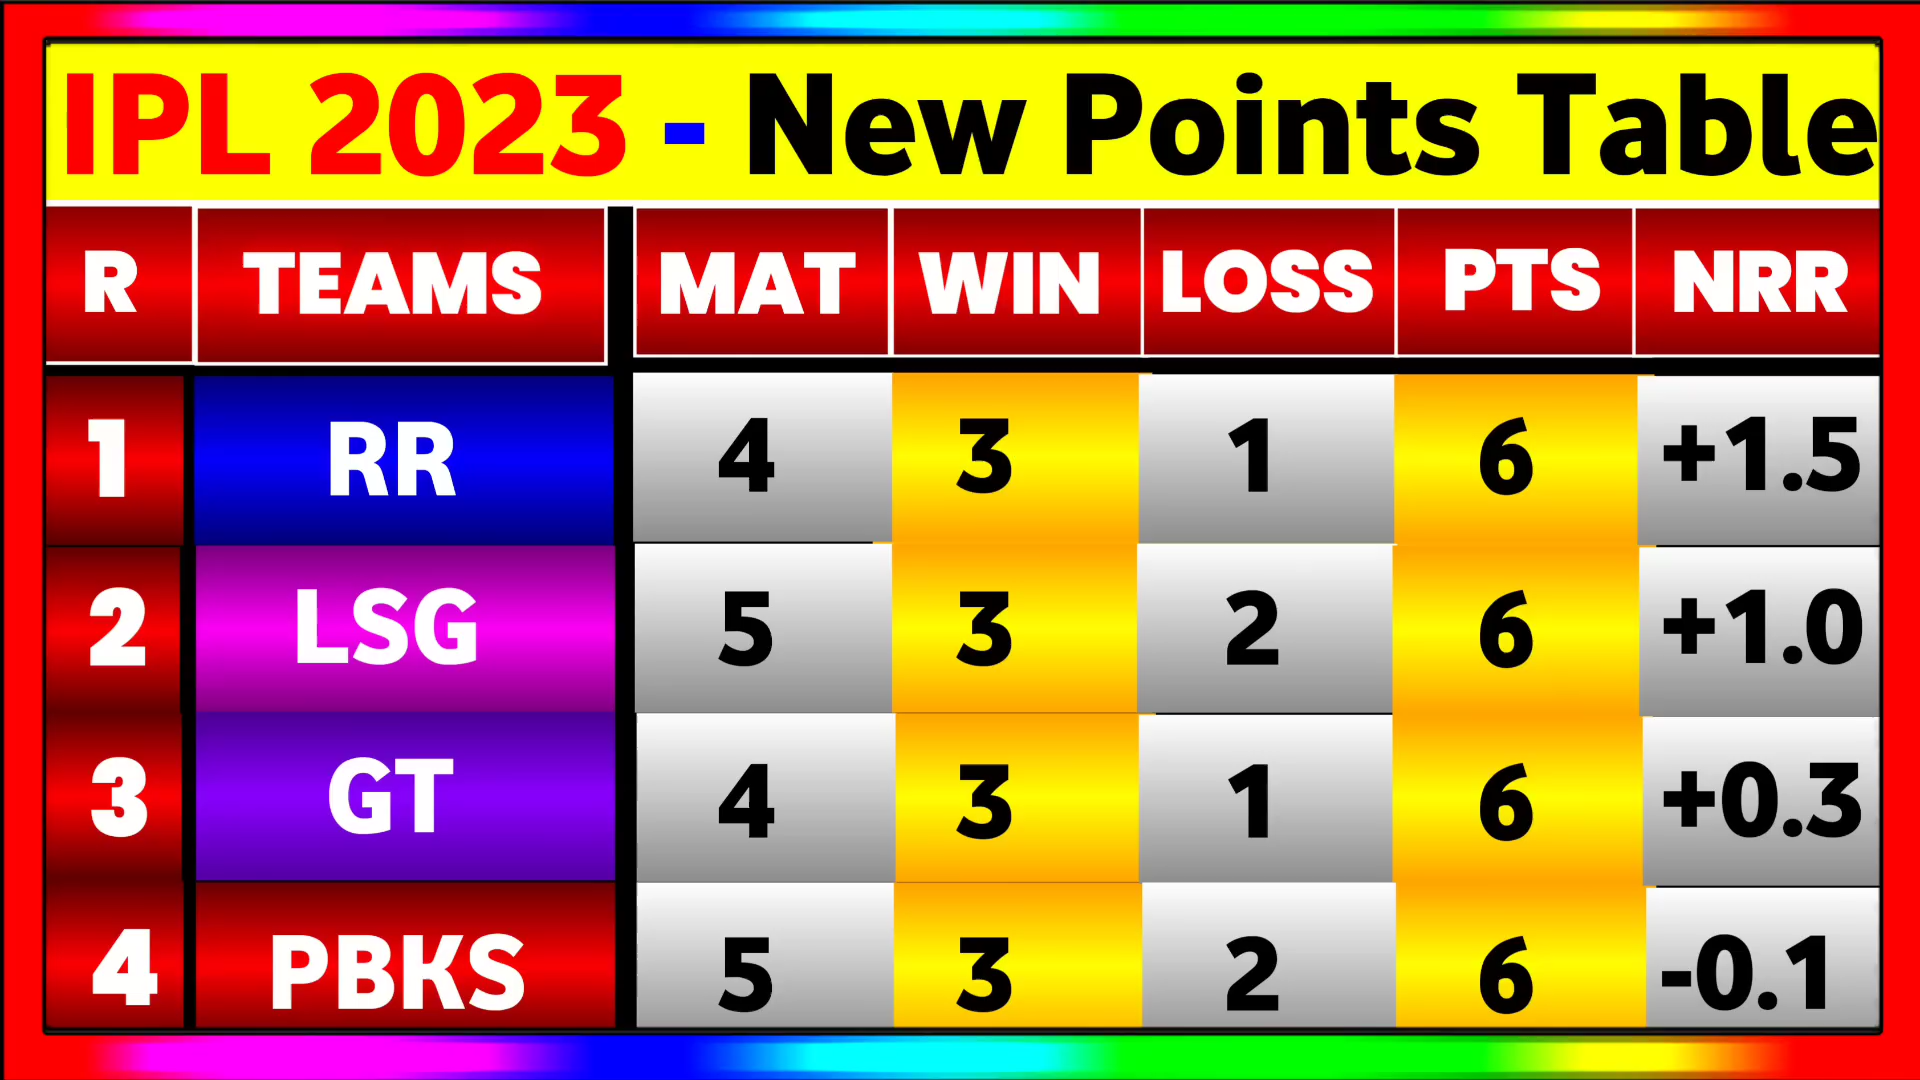 IPL 2023 - New Points Table
R TEAMS MAT WIN LOSS PTS NRR
1 RR 4 3 1 6 +1.5
2 LSG 5 3 2 6 +1.0
3 GT 4 3 1 6 +0.3
4 PBKS 5 3 2 6 -0.1